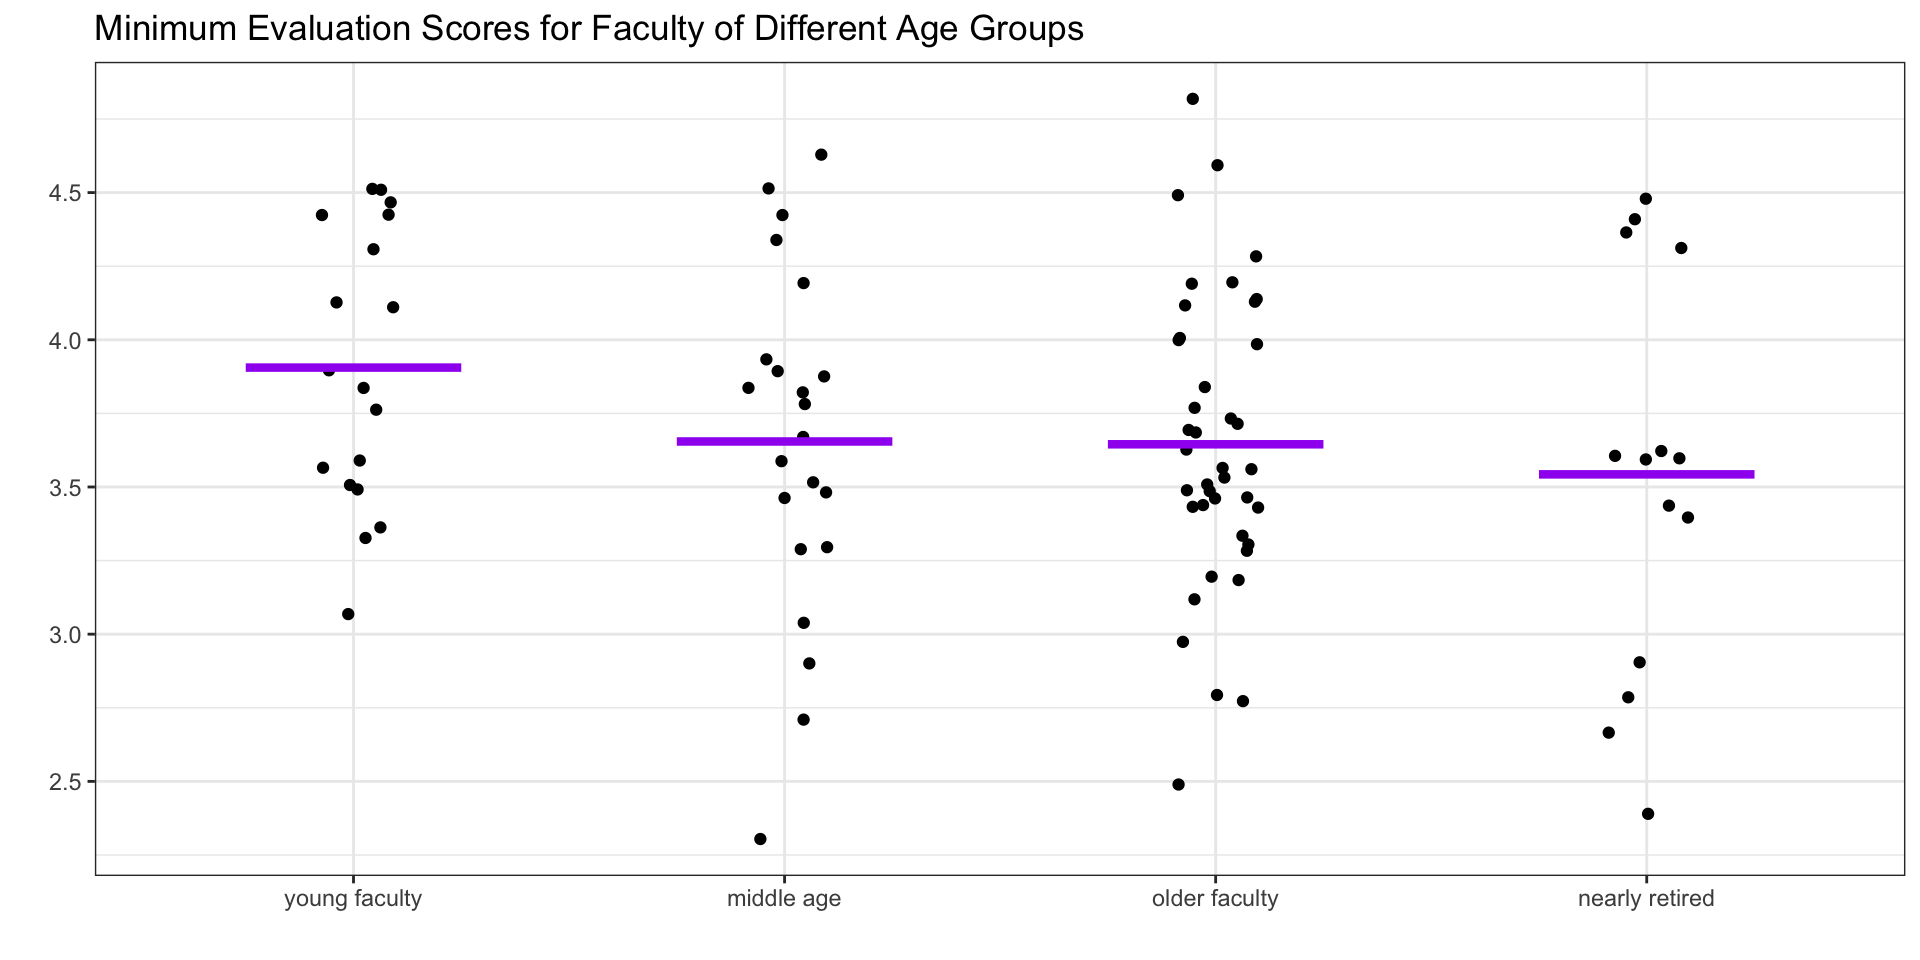 Minimum Evaluation Scores for Faculty of Different Age Groups
4.5
4.0
3.5
3.0
2.5
young faculty middle age older faculty nearly retired